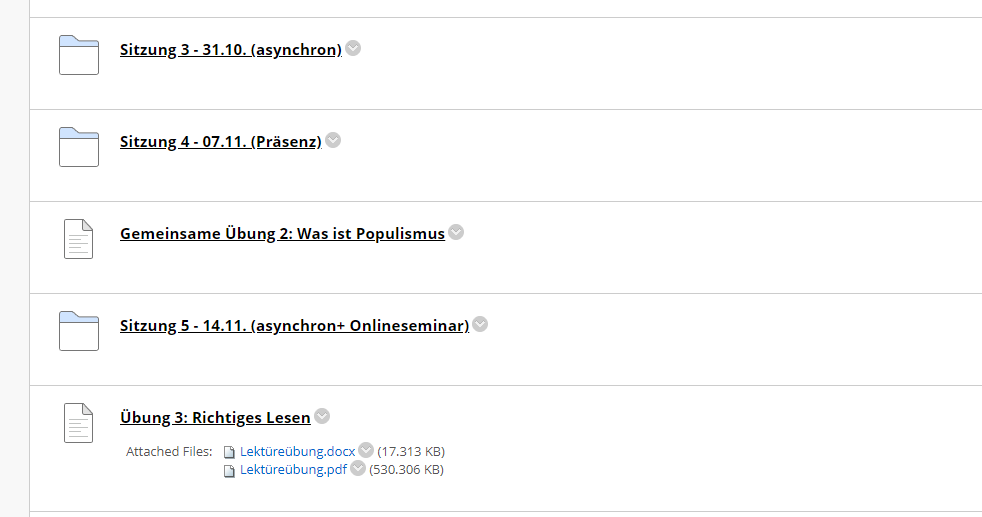 Sitzung 3 - 31.10. (asynchron)
Sitzung 4 - 07.11. (Präsenz)
Gemeinsame Übung 2: Was ist Populismus
Sitzung 5 - 14.11. (asynchron+ Onlineseminar)
Übung 3: Richtiges Lesen
Attached Files: Lektüreübung.docx (17.313 KB)
Lektüreübung.pdf (530.306 KB)